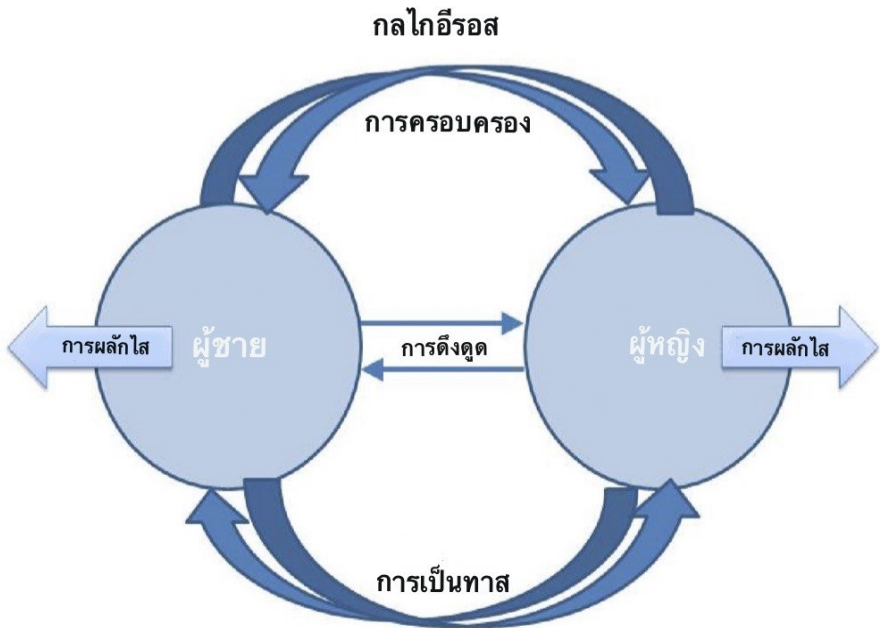 กลไกอีรอส
การครอบครอง
การผลักไส
ผู้ชาย
การดึงดูด
ผู้หญิง
การผลักไส
การเป็นทาส